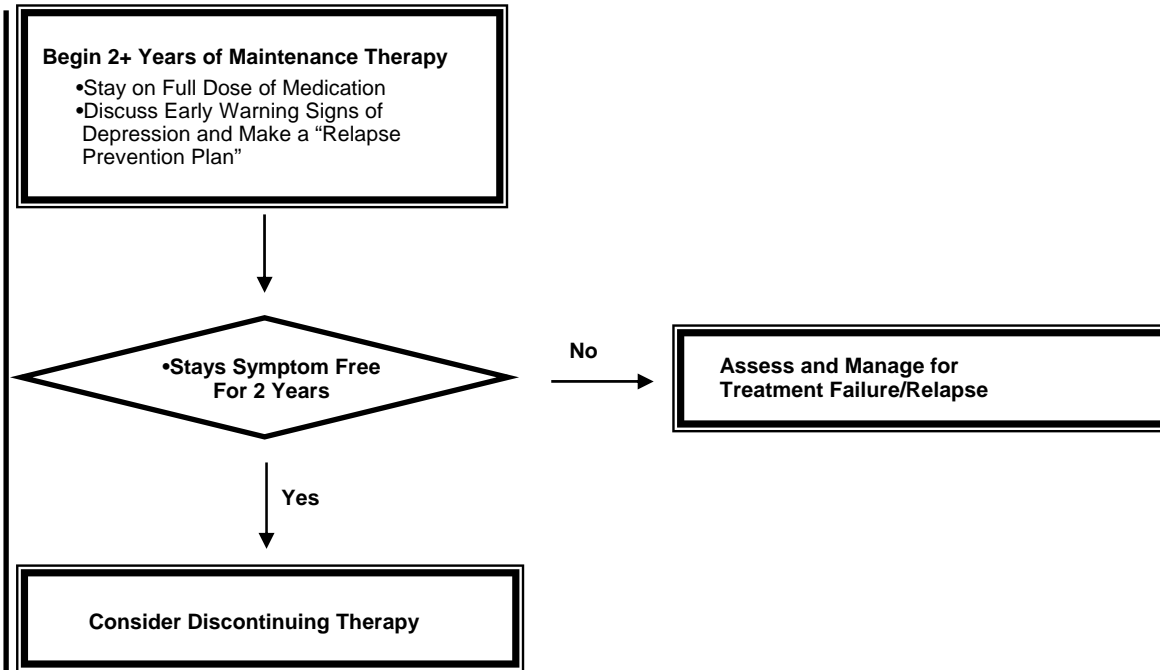 Begin 2+ Years of Maintenance Therapy
•Stay on Full Dose of Medication
•Discuss Early Warning Signs of
Depression and Make a “Relapse
Prevention Plan”
•Stays Symptom Free
For 2 Years
No
Assess and Manage for
Treatment Failure/Relapse
Yes
Consider Discontinuing Therapy